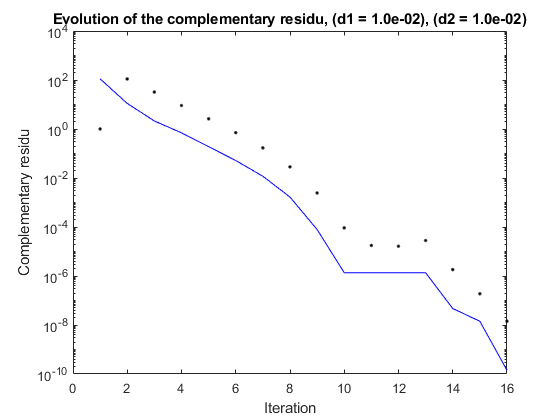 Evolution of the complementary residu, (d1 = 1.0e-02), (d2 = 1.0e-02)
10^4
10^2
10^0
10^-2
10^-4
10^-6
10^-8
10^-10
Complementary residu
0 2 4 6 8 10 12 14 16
Iteration